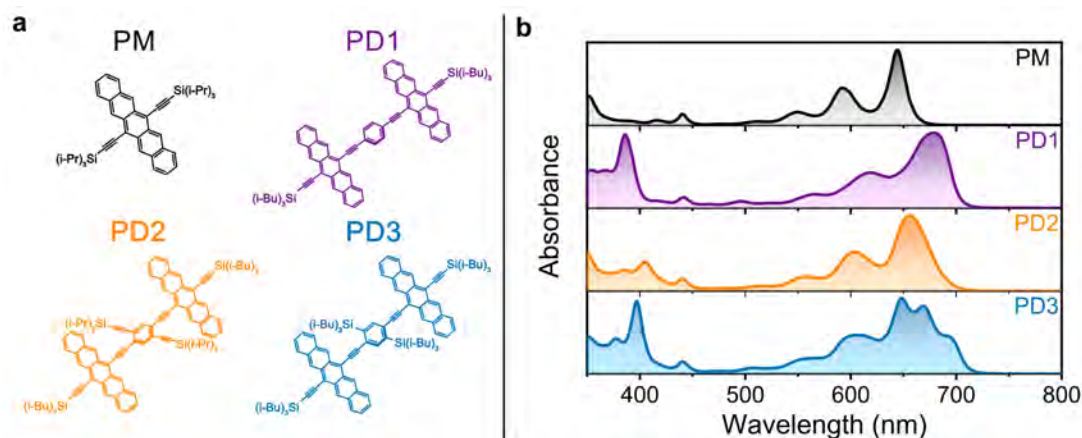 a
PM
Si(i-Pr)₃
(i-Pr)₃Si
PD1
Si(i-Bu)₃
(i-Bu)₃Si
PD2
Si(i-Bu)₃
(i-Pr)₃Si
Si(i-Pr)₃
(i-Bu)₃Si
PD3
Si(i-Bu)₃
(i-Bu)₃Si
Si(i-Bu)₃
(i-Bu)₃Si
b
PM
PD1
PD2
PD3
Absorbance
400 500 600 700 800
Wavelength (nm)